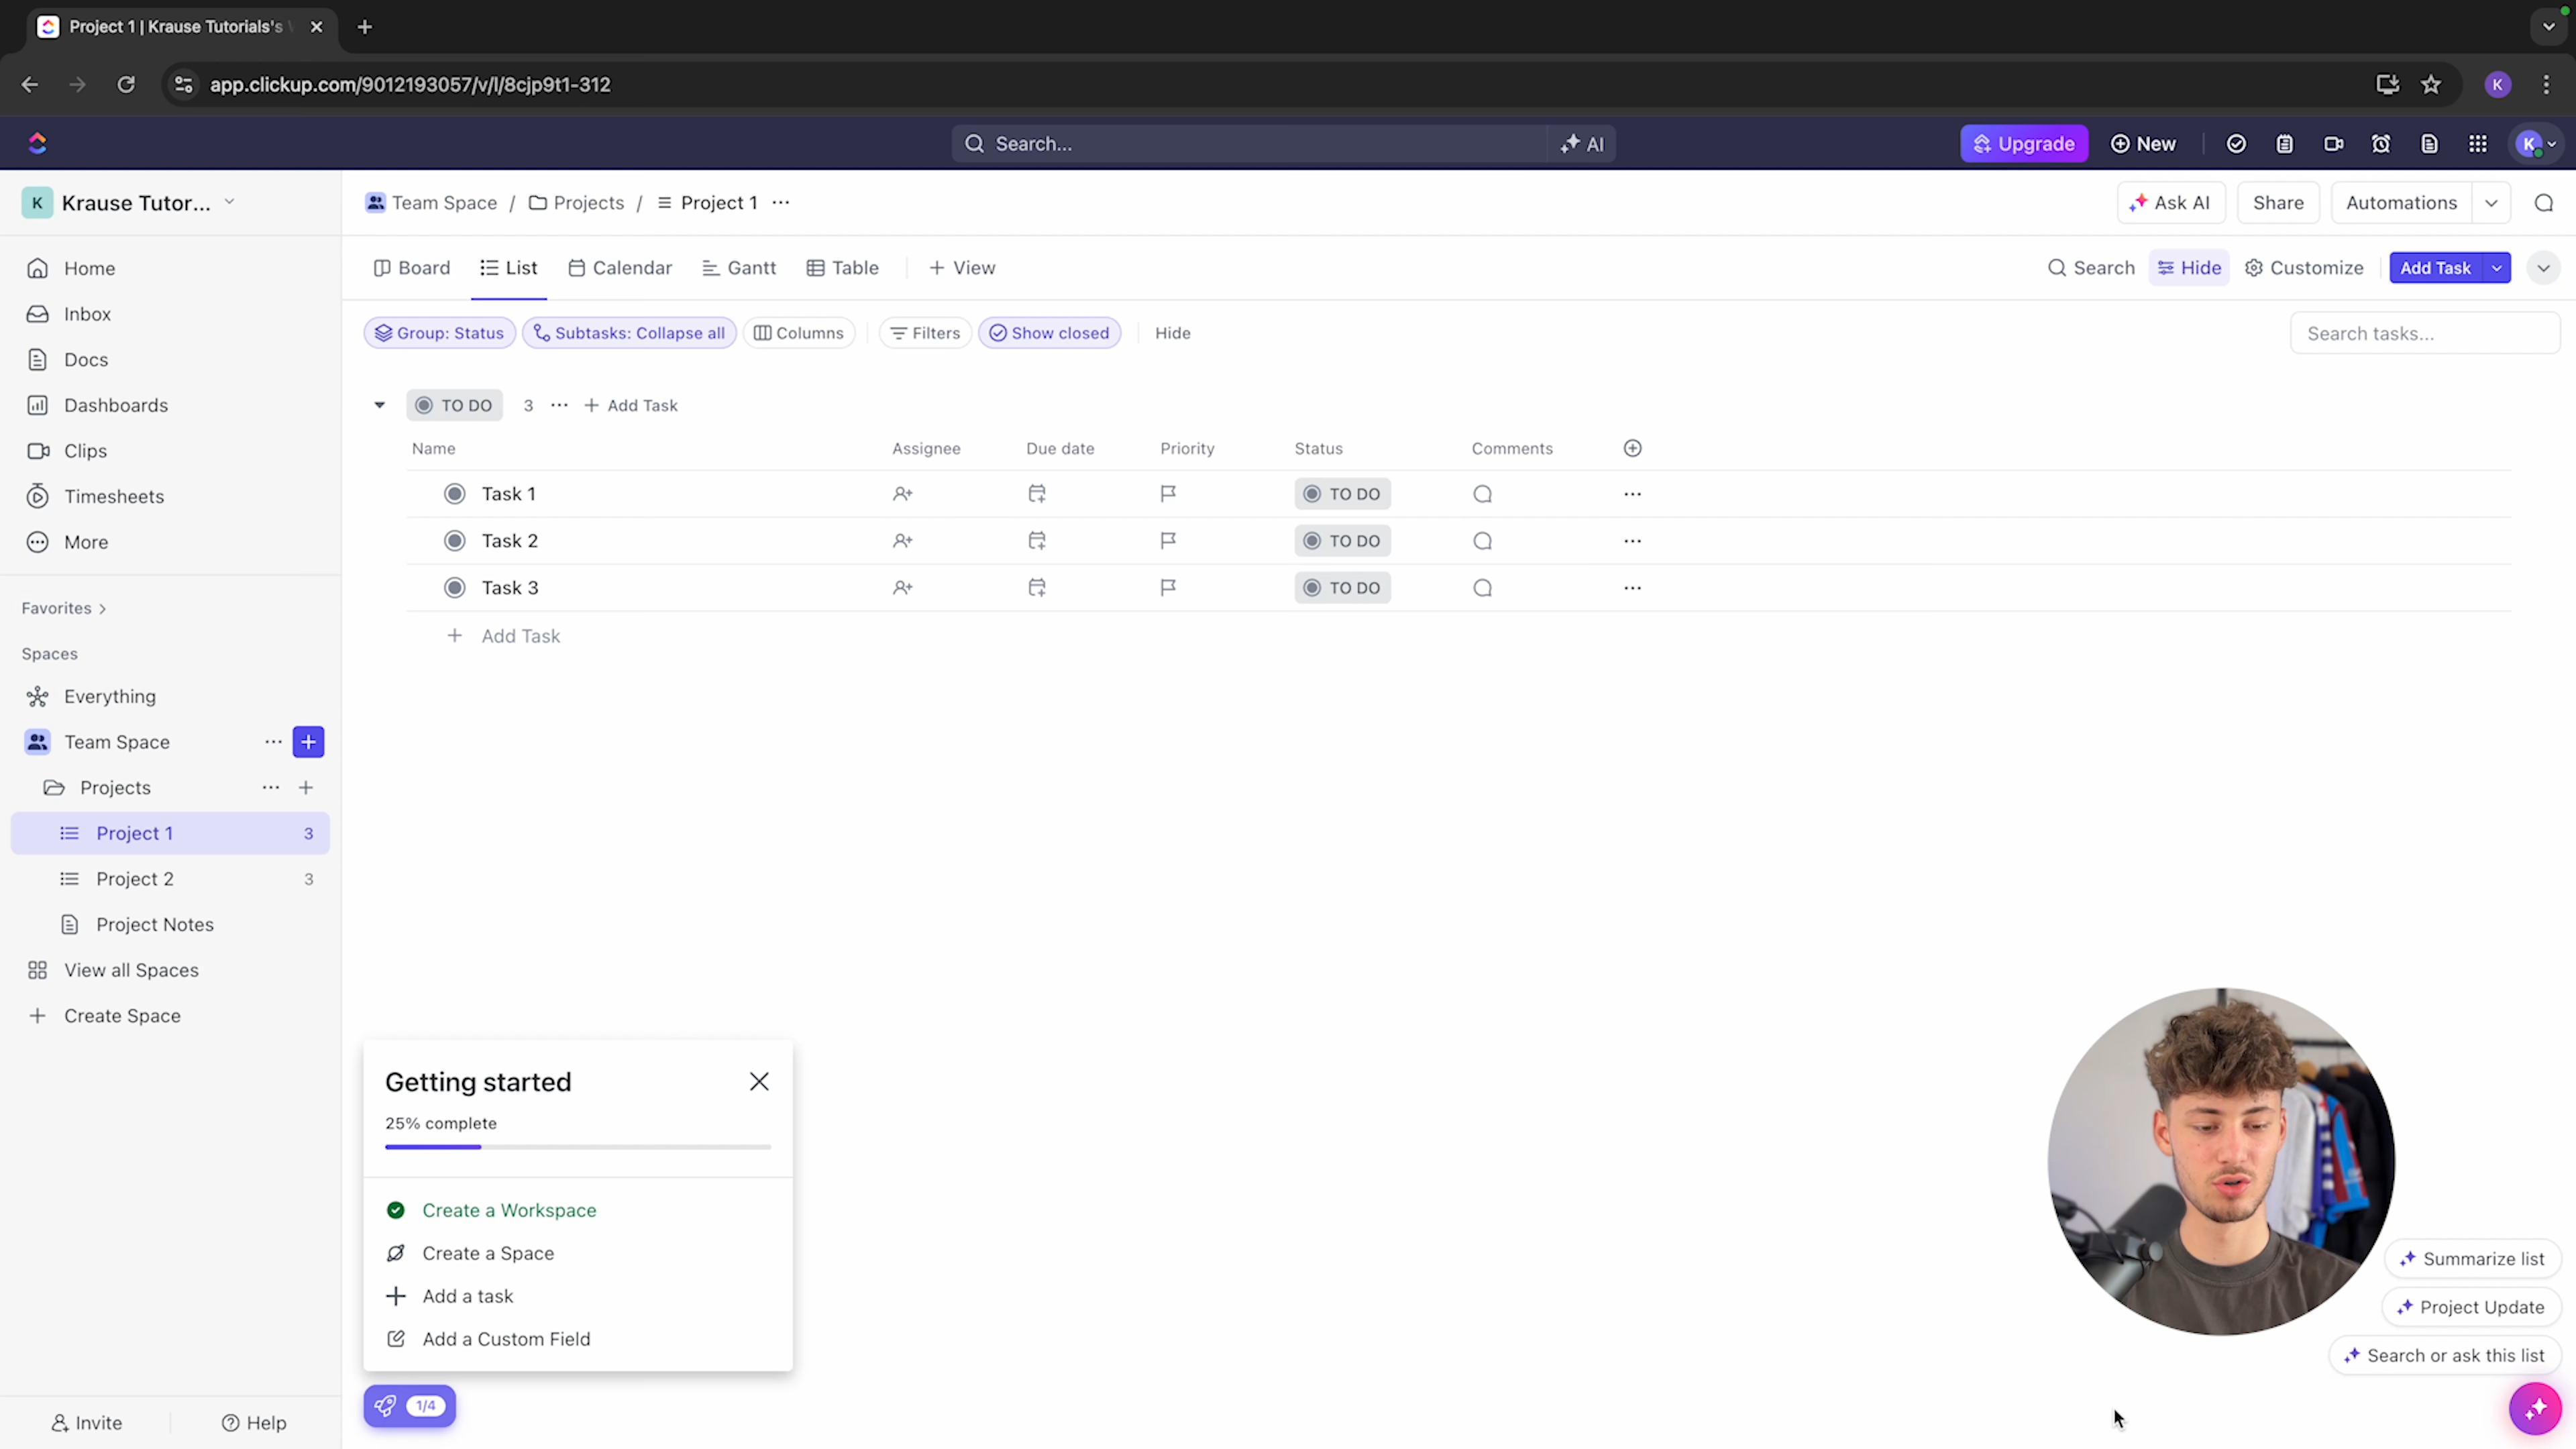 Project 1 | Krause Tutorials's
app.clickup.com/9012193057/v/l/8cjp9t1-312
K
Search...
AI
Upgrade
New
K
K
Krause Tutor...
Team Space / Projects / Project 1 ...
Ask AI
Share
Automations
Home
Inbox
Docs
Dashboards
Clips
Timesheets
More
Favorites
Spaces
Everything
Team Space
Projects
Project 1 3
Project 2 3
Project Notes
View all Spaces
Create Space
Invite
Help
Board
List
Calendar
Gantt
Table
+ View
Search
Hide
Customize
Add Task
Group: Status
Subtasks: Collapse all
Columns
Filters
Show closed
Hide
Search tasks...
TO DO 3 ... + Add Task
Name Assignee Due date Priority Status Comments
Task 1 TO DO
Task 2 TO DO
Task 3 TO DO
+ Add Task
Getting started
25% complete
Create a Workspace
Create a Space
Add a task
Add a Custom Field
1/4
Summarize list
Project Update
Search or ask this list